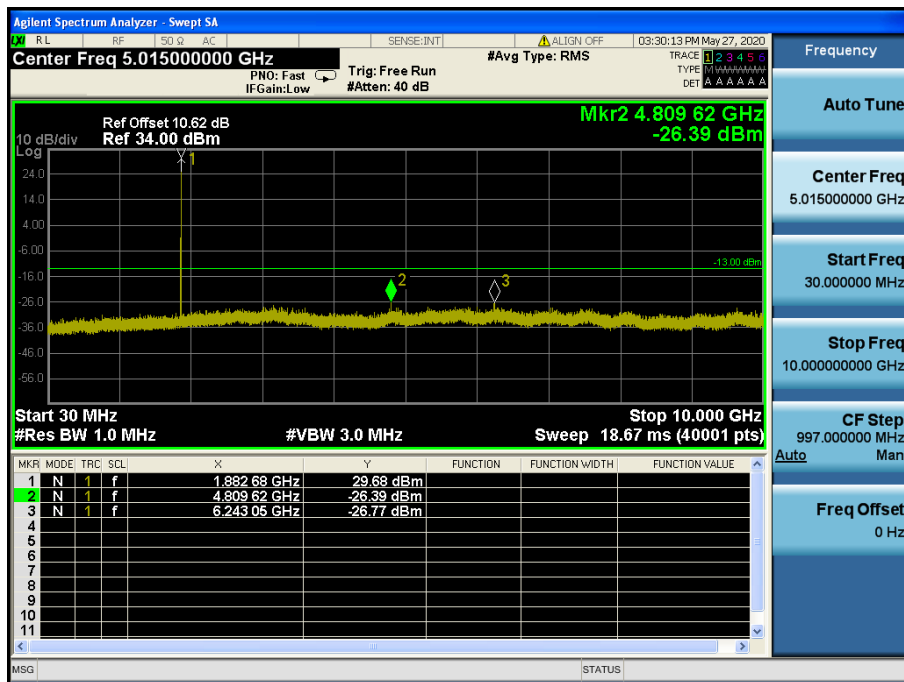 Agilent Spectrum Analyzer - Swept SA
LXI RL RF 50 Ω AC SENSE:INT ALIGN OFF 03:30:13 PM May 27, 2020
Center Freq 5.015000000 GHz
PNO: Fast
IFGain:Low
Trig: Free Run
#Atten: 40 dB
#Avg Type: RMS
TRACE 1 2 3 4 5 6
TYPE
DET A A A A A A
Mkr2 4.809 62 GHz
-26.39 dBm
Ref Offset 10.62 dB
Ref 34.00 dBm
10 dB/div
Log
24.0
14.0
4.00
-6.00
-16.0
-26.0
-36.0
-46.0
-56.0
1
2
3
-13.00 dBm
Start 30 MHz
Stop 10.000 GHz
#Res BW 1.0 MHz
#VBW 3.0 MHz
Sweep 18.67 ms (40001 pts)
MKR MODE TRC SCL X Y FUNCTION FUNCTION WIDTH FUNCTION VALUE
1 N 1 f 1.882 68 GHz 29.68 dBm
2 N 1 f 4.809 62 GHz -26.39 dBm
3 N 1 f 6.243 05 GHz -26.77 dBm
4
5
6
7
8
9
10
11
MSG
STATUS
Frequency
Auto Tune
Center Freq
5.015000000 GHz
Start Freq
30.000000 MHz
Stop Freq
10.000000000 GHz
CF Step
997.000000 MHz
Auto Man
Freq Offset
0 Hz